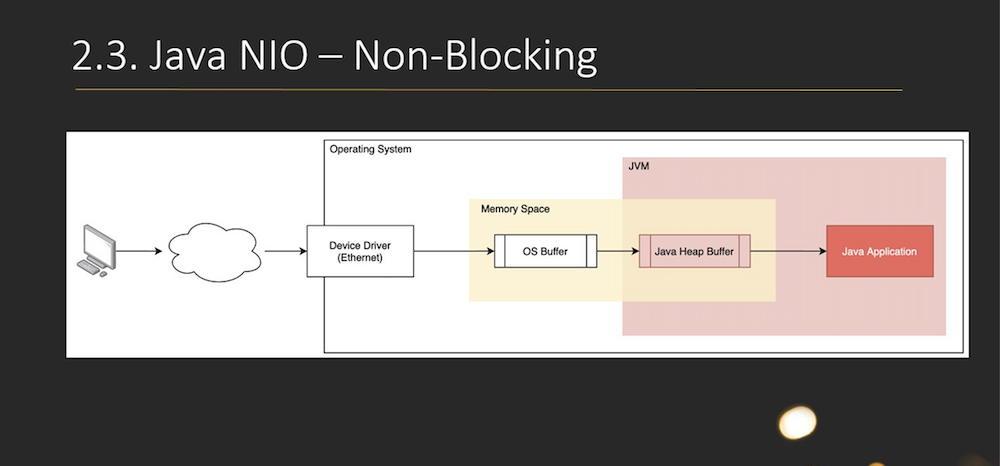 2.3. Java NIO – Non-Blocking
Operating System
JVM
Memory Space
Device Driver
(Ethernet)
OS Buffer
Java Heap Buffer
Java Application